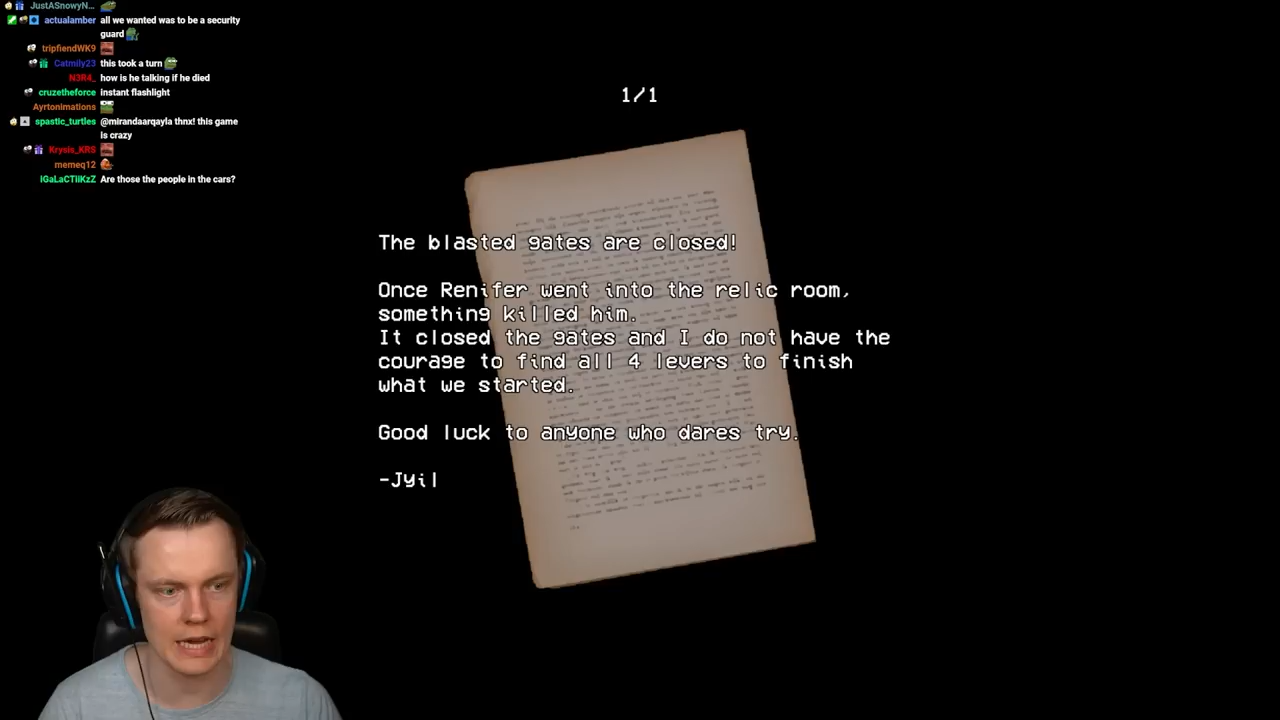 JustASnowyN...
actualamber all we wanted was to be a security
guard
tripfiendWK9
Catmily23 this took a turn
N3R4_ how is he talking if he died
cruzetheforce instant flashlight
Ayrtonimations
spastic_turtles @mirandaarqayla thnx! this game
is crazy
Krysis_KRS
memeq12
iGaLaCTiiKzZ Are those the people in the cars?
1/1
The blasted gates are closed!
Once Renifer went into the relic room,
something killed him.
It closed the gates and I do not have the
courage to find all 4 levers to finish
what we started.
Good luck to anyone who dares try.
-Jyil